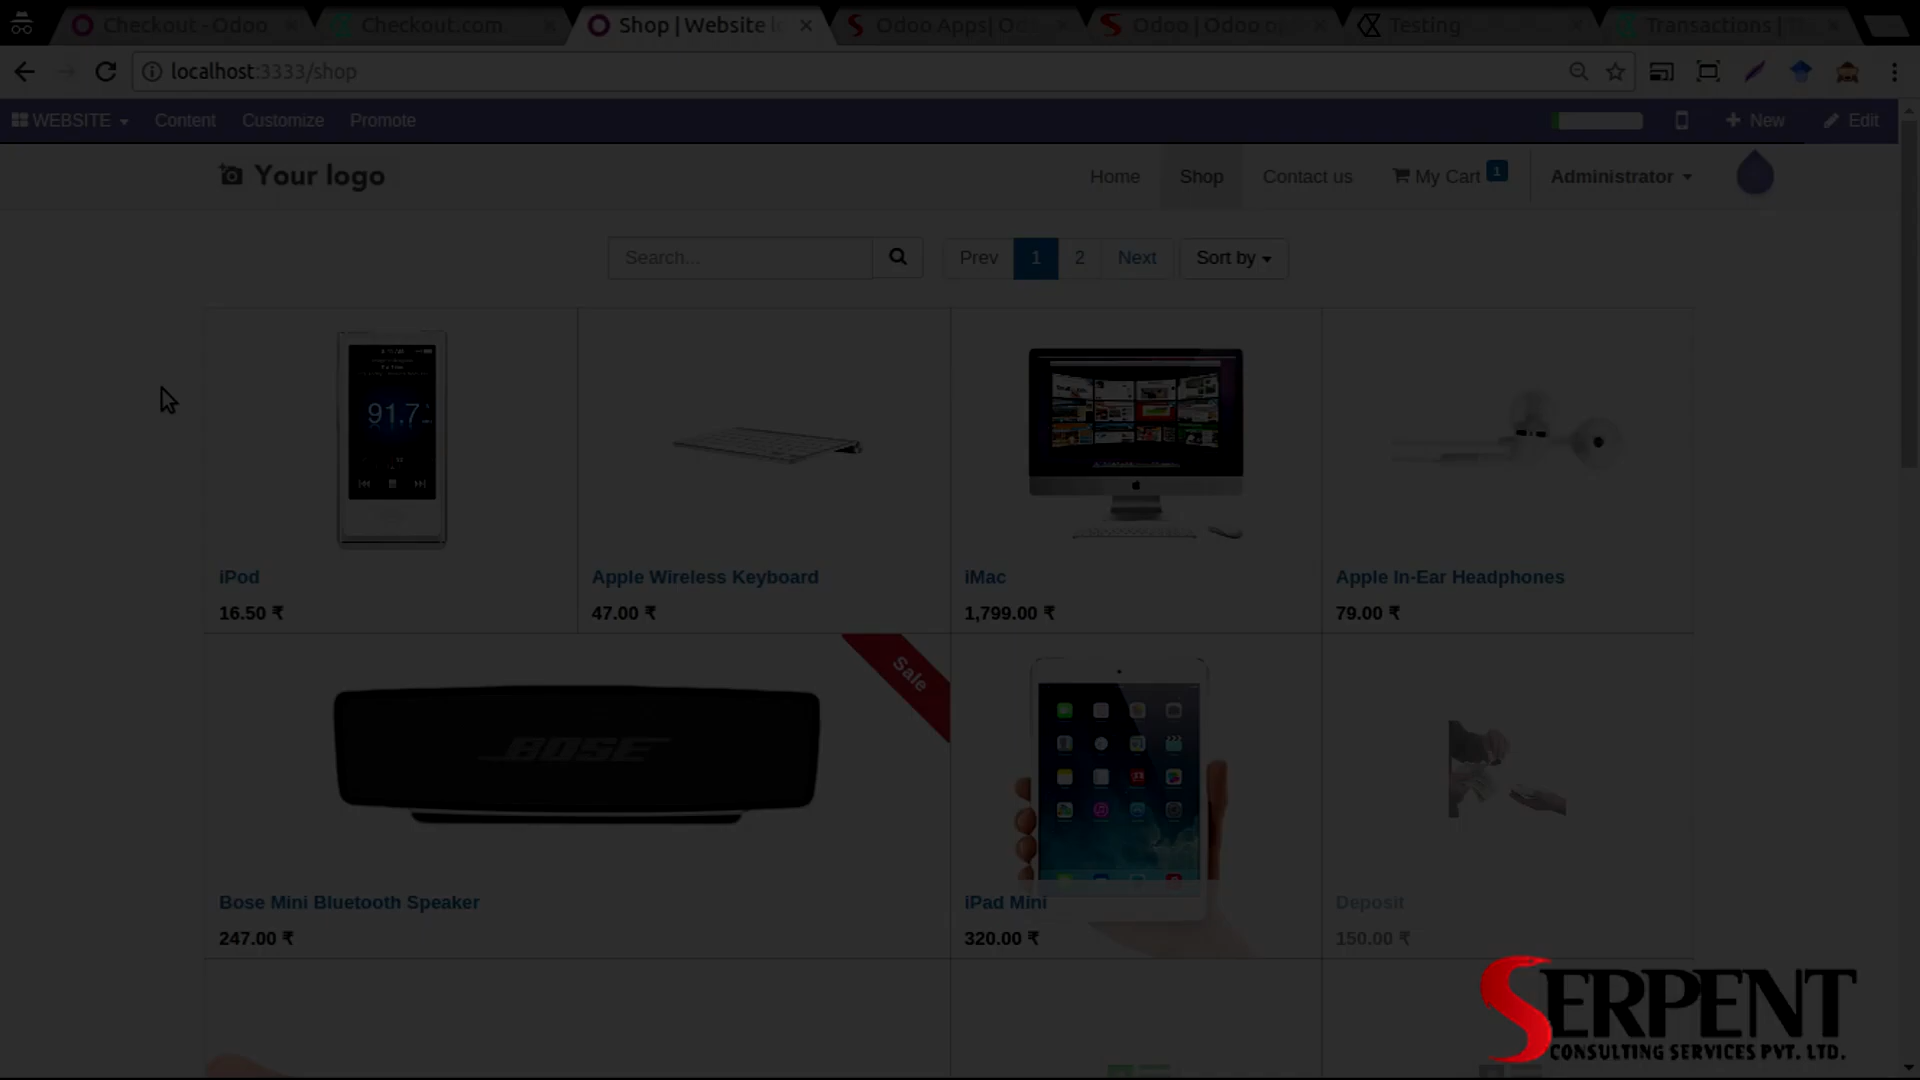 Checkout - Odoo
Checkout.com
Shop | Website l
Odoo Apps| Od
Odoo | Odoo op
Testing
Transactions |
localhost:3333/shop
WEBSITE Content Customize Promote
New Edit
Your logo
Home Shop Contact us My Cart 1 Administrator
Search...
Prev 1 2 Next Sort by
91.7
iPod
16.50 ₹
Apple Wireless Keyboard
47.00 ₹
iMac
1,799.00 ₹
Apple In-Ear Headphones
79.00 ₹
Sale
BOSE
Bose Mini Bluetooth Speaker
247.00 ₹
iPad Mini
320.00 ₹
Deposit
150.00 ₹
SERPENT
CONSULTING SERVICES PVT. LTD.